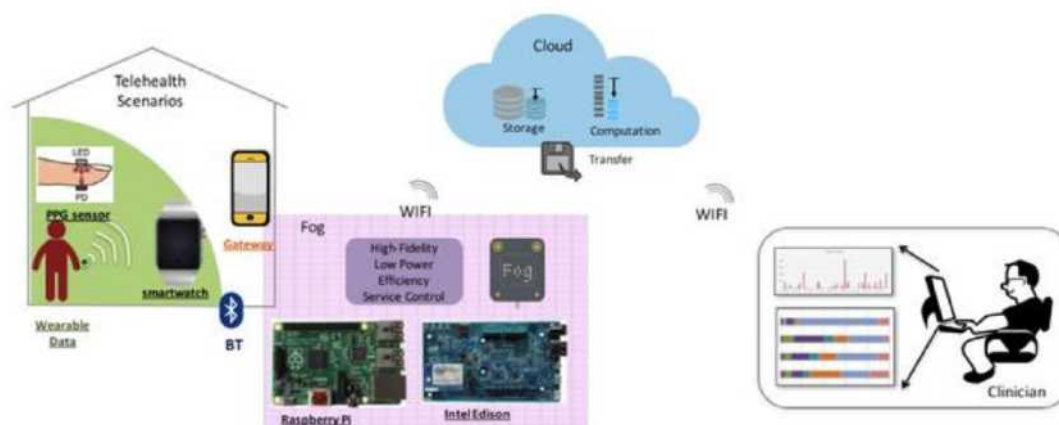 Telehealth
Scenarios
LED
PD
PPG sensor
smartwatch
Gateway
Wearable
Data
BT
Fog
High-Fidelity
Low Power
Efficiency
Service Control
Fog
Raspberry Pi
Intel Edison
WIFI
Cloud
Storage
Computation
Transfer
WIFI
Clinician